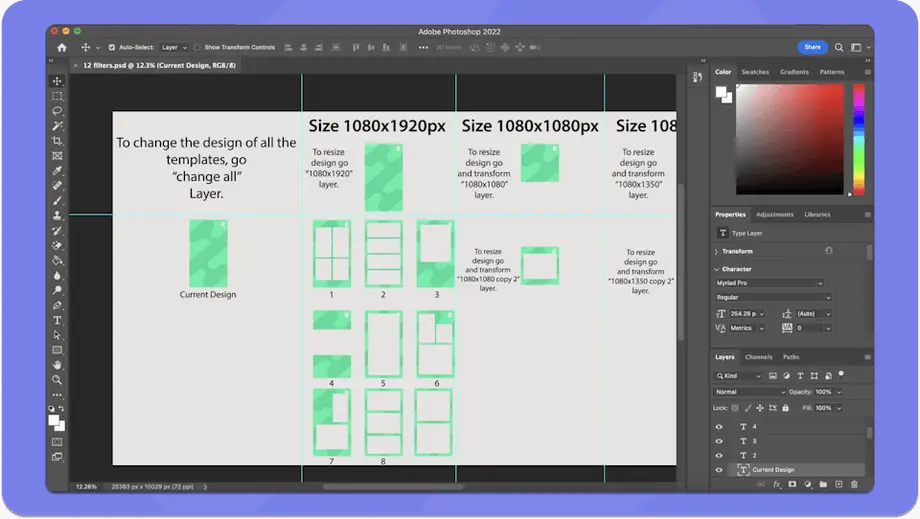 Adobe Photoshop 2022
Auto-Select: Layer Show Transform Controls
3D Mode
Share
12 filters.psd @ 12.3% (Current Design, RGB/8)
To change the design of all the
templates, go
“change all”
Layer.
Current Design
Size 1080x1920px
To resize
design go
“1080x1920”
layer.
Size 1080x1080px
To resize
design go
and transform
“1080x1080”
layer.
Size 108
To resize
design go
and transform
“1080x1350”
layer.
1
2
3
To resize
design go
and transform
“1080x1080 copy 2”
layer.
To resize
design go
and transform
“1080x1350 copy 2”
layer.
4
5
6
7
8
12.26%
25383 px x 10029 px (72 ppi)
Color Swatches Gradients Patterns
Properties Adjustments Libraries
T Type Layer
Transform
Character
Myriad Pro
Regular
254.28 p
(Auto)
Metrics
0
Layers Channels Paths
Kind
Normal
Opacity: 100%
Lock:
Fill: 100%
T 4
T 3
T 2
T Current Design
fx